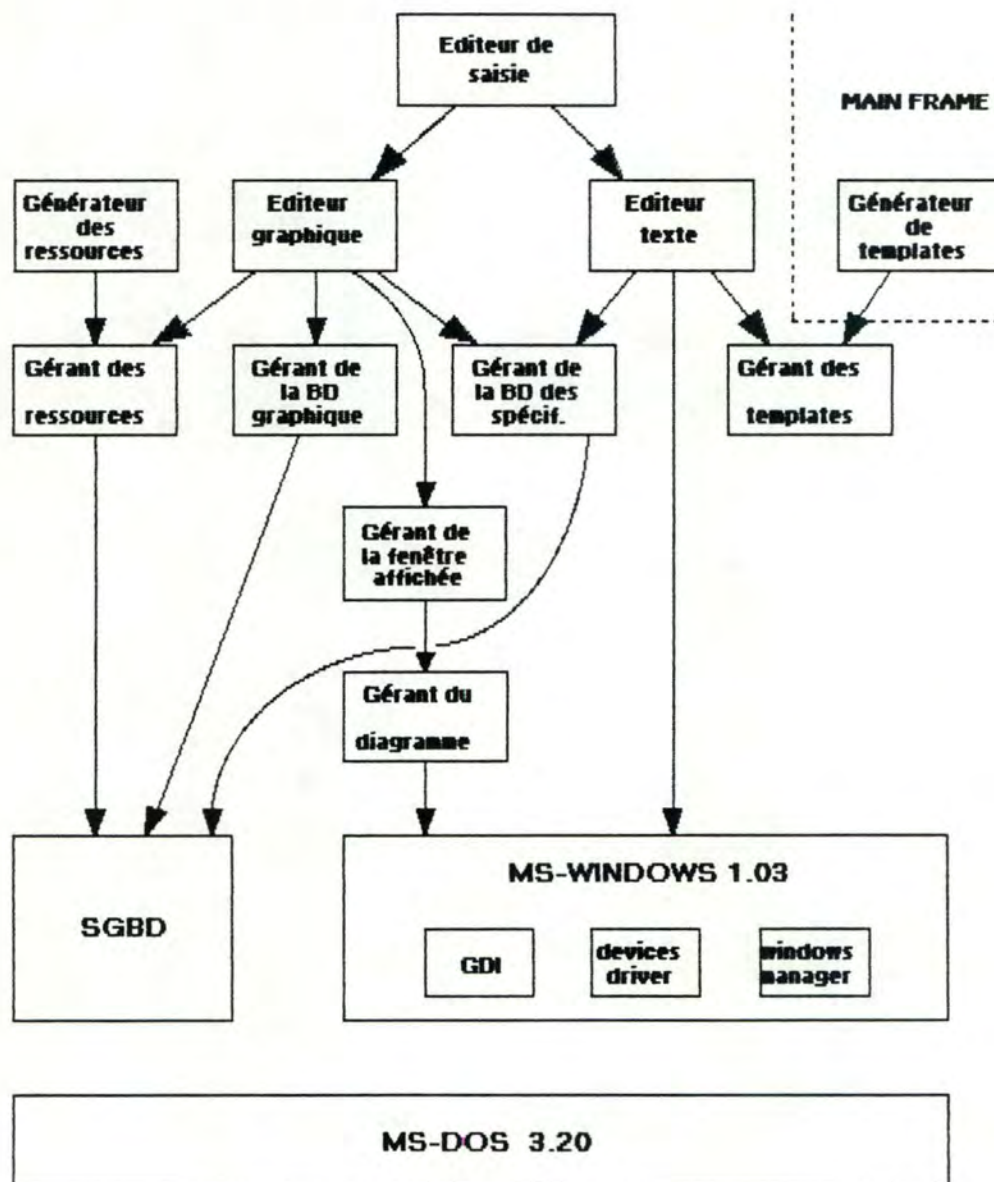 Editeur de
saisie
MAIN FRAME
Générateur
des
ressources
Editeur
graphique
Editeur
texte
Générateur
de
templates
Gérant des
ressources
Gérant de
la BD
graphique
Gérant de
la BD des
spécif.
Gérant des
templates
Gérant de
la fenêtre
affichée
Gérant du
diagramme
SGBD
MS-WINDOWS 1.03
GDI
devices
driver
windows
manager
MS-DOS 3.20